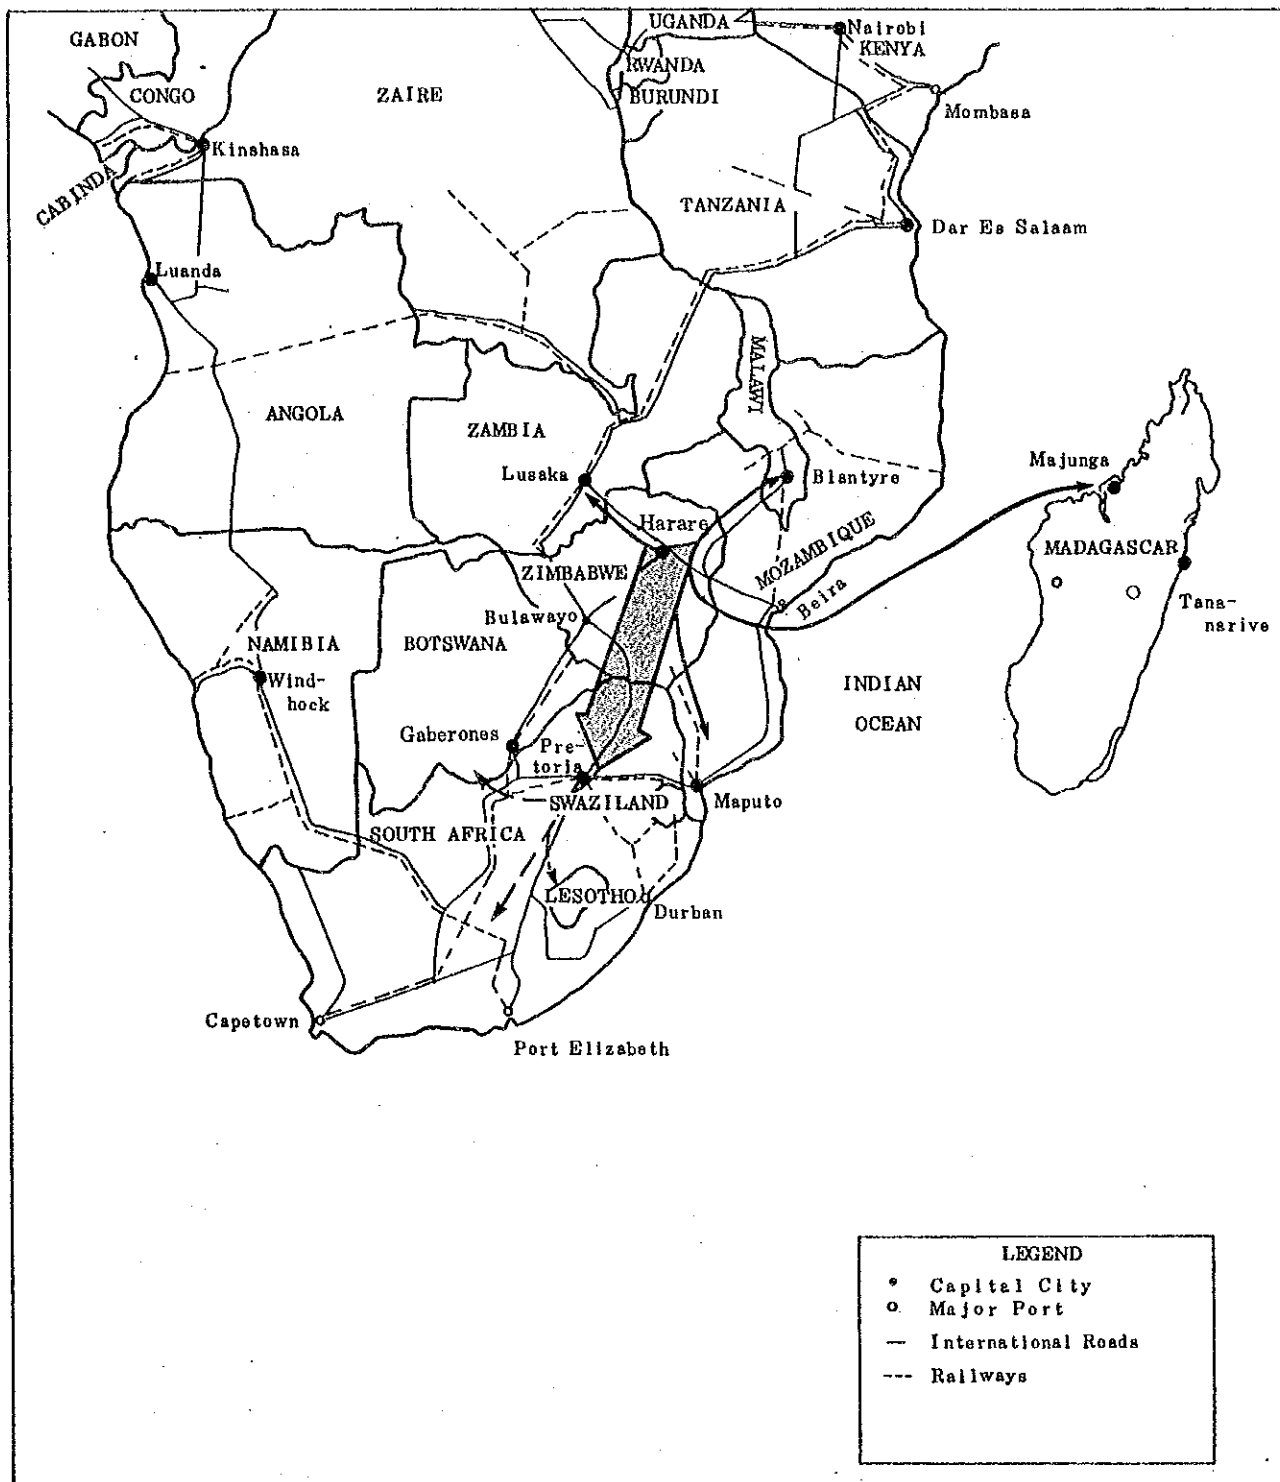 UGANDA
Nairobi
GABON
KENYA
RWANDA
CONGO
ZAIRE
BURUNDI
Mombasa
Kinshasa
CABINDA
TANZANIA
Dar Es Salaam
Luanda
MALAWI
ANGOLA
ZAMBIA
Majunga
Lusaka
Blantyre
Harare
MOZAMBIQUE
MADAGASCAR
ZIMBABWE
Beira
Tana-
narive
Bulawayo
NAMIBIA
BOTSWANA
Wind-
hock
INDIAN
OCEAN
Gaberones
Pre-
toria
SWAZILAND
Maputo
SOUTH AFRICA
LESOTHO
Durban
Capetown
Port Elizabeth
LEGEND
Capital City
Major Port
International Roads
Railways